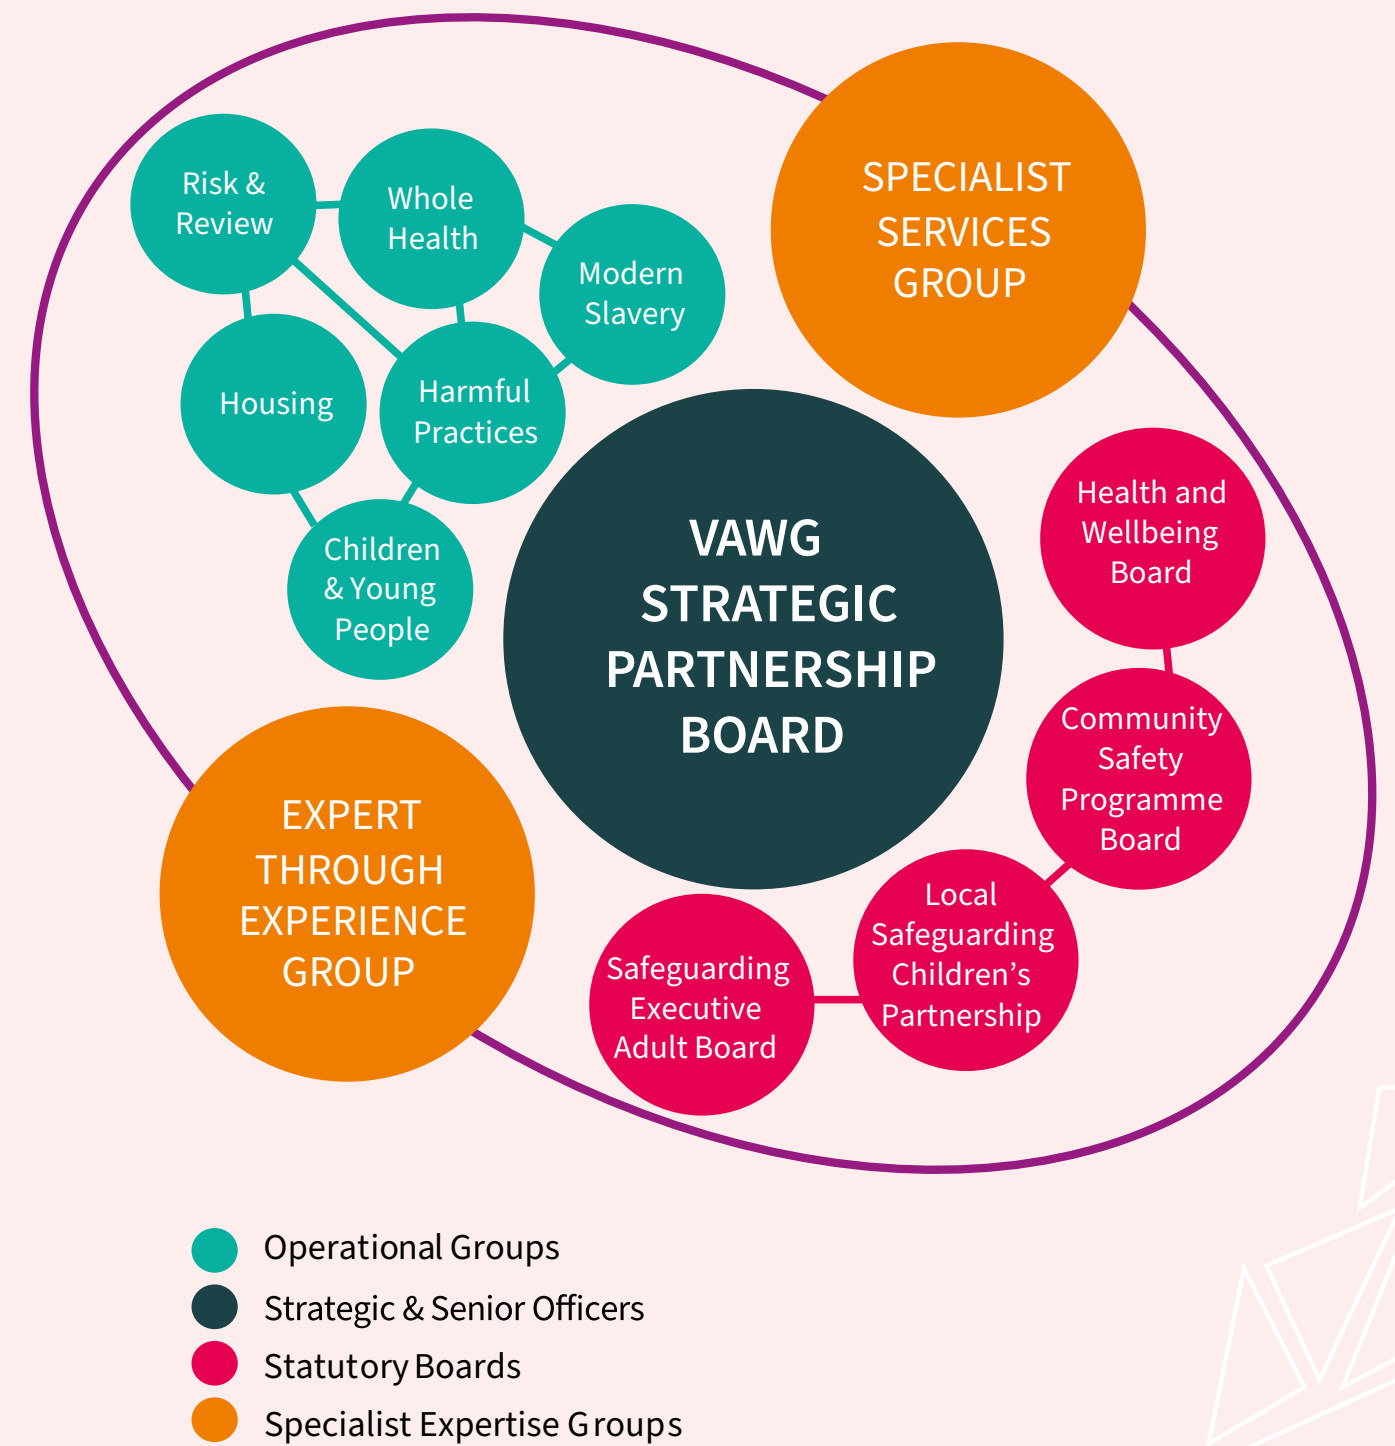 Risk &
Review
Whole
Health
Modern
Slavery
Housing
Harmful
Practices
Children
& Young
People
SPECIALIST
SERVICES
GROUP
VAWG
STRATEGIC
PARTNERSHIP
BOARD
Health and
Wellbeing
Board
Community
Safety
Programme
Board
Local
Safeguarding
Children’s
Partnership
Safeguarding
Executive
Adult Board
EXPERT
THROUGH
EXPERIENCE
GROUP
Operational Groups
Strategic & Senior Officers
Statutory Boards
Specialist Expertise Groups